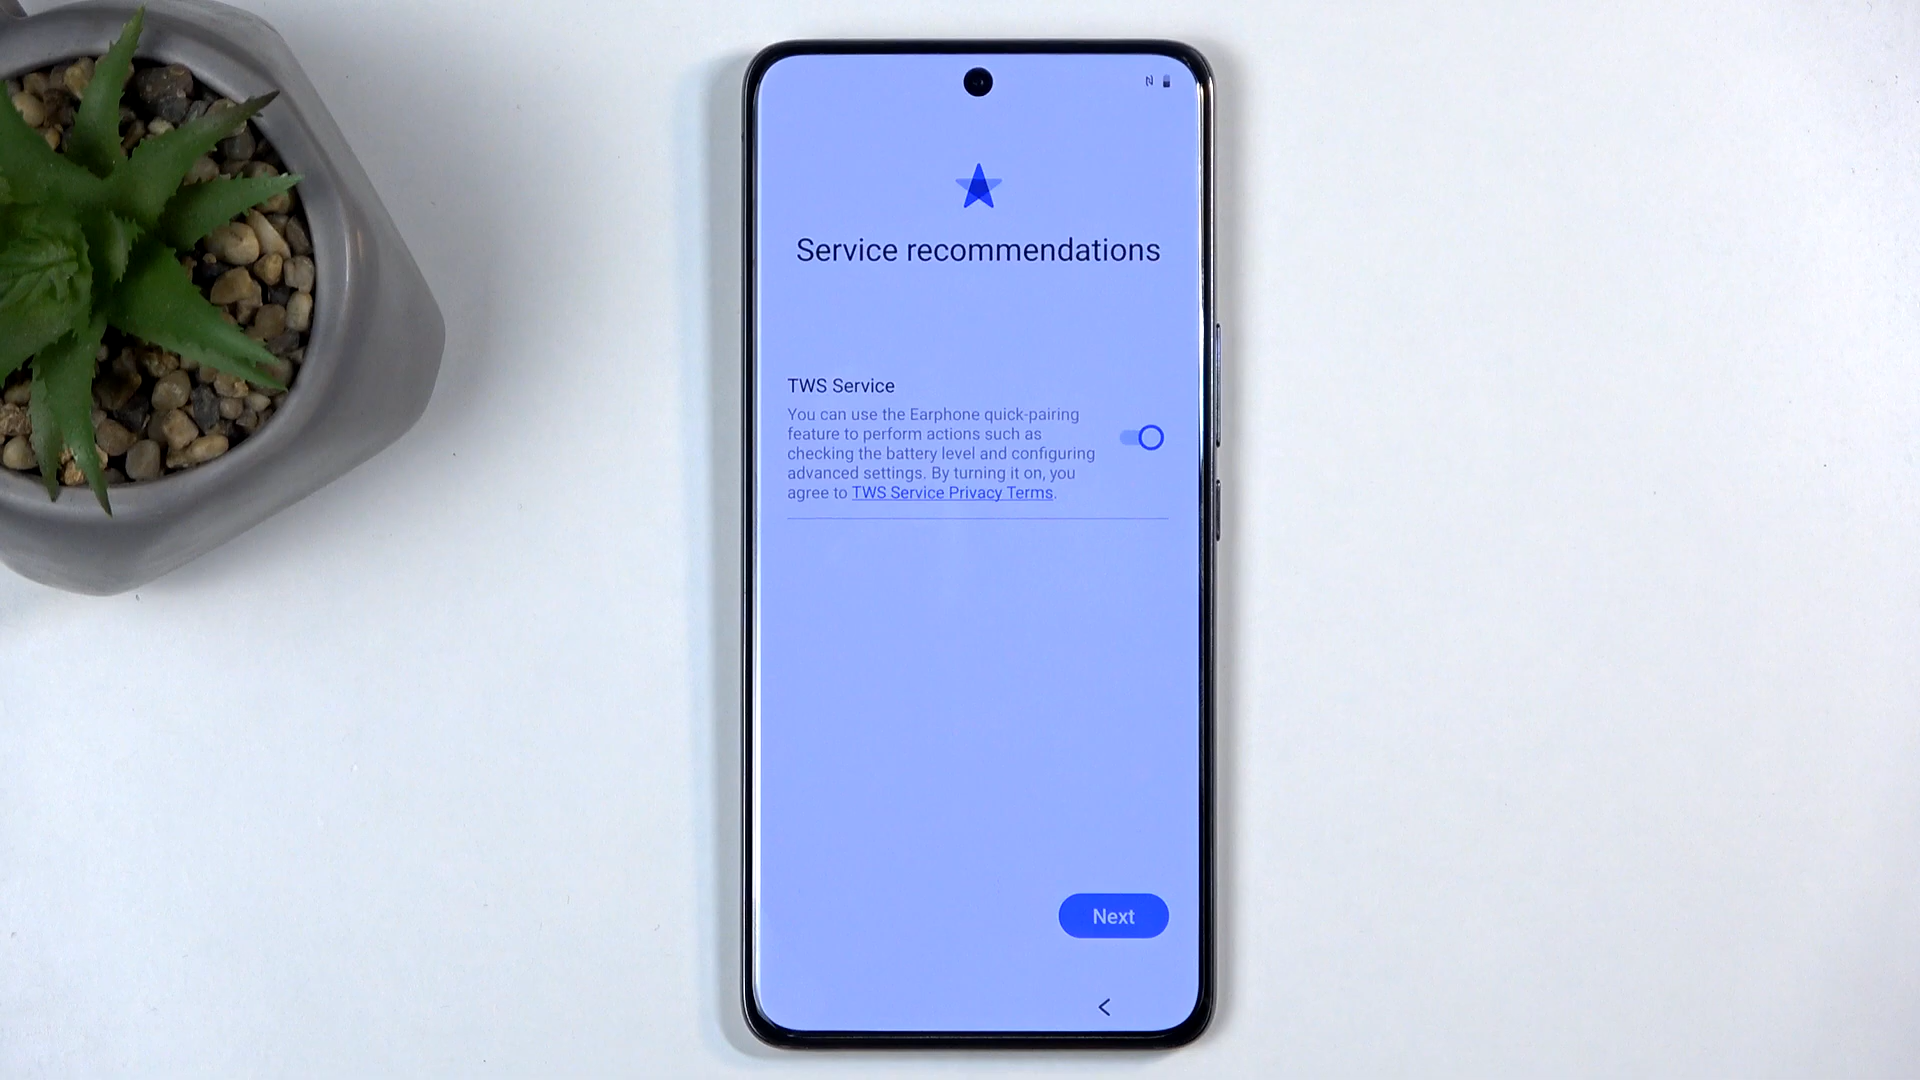 Service recommendations
TWS Service
You can use the Earphone quick-pairing
feature to perform actions such as
checking the battery level and configuring
advanced settings. By turning it on, you
agree to TWS Service Privacy Terms.
Next